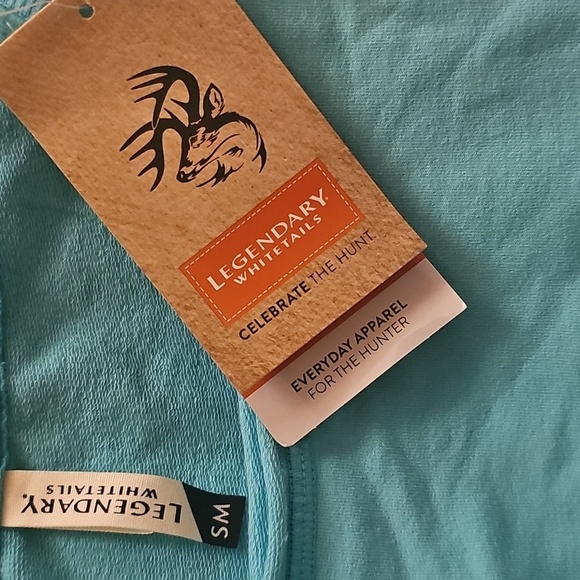 LEGENDARY
WHITETAILS
CELEBRATE THE HUNT.
EVERYDAY APPAREL
FOR THE HUNTER
LEGENDARY®
WHITETAILS
SM